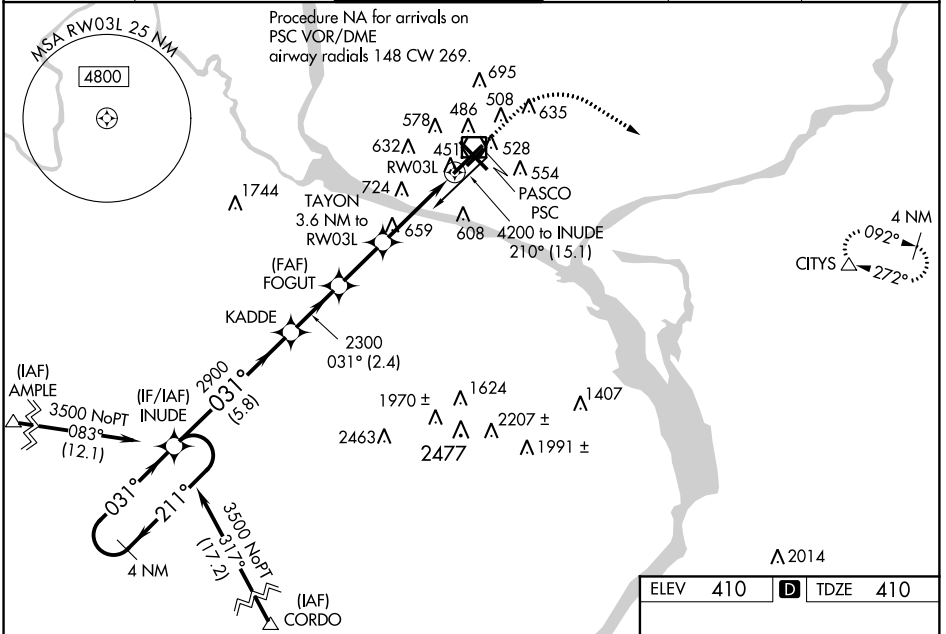 Procedure NA for arrivals on
PSC VOR/DME
airway radials 148 CW 269.
MSA RW03L 25 NM
4800
695
486
508
635
578
632
451
528
RW03L
554
PASCO
PSC
1744
724
TAYON
3.6 NM to
RW03L
659
608
4200 to INUDE
210° (15.1)
4 NM
092°
272°
CITYS
(FAF)
FOGUT
KADDE
2300
031° (2.4)
2900
031°
(5.8)
(IAF)
AMPLE
3500 NoPT
083°
(12.1)
(IF/IAF)
INUDE
1970 ±
1624
1407
2463
2477
2207 ±
1991 ±
031°
211°
4 NM
3500 NoPT
317°
(17.2)
(IAF)
CORDO
2014
ELEV 410 D TDZE 410